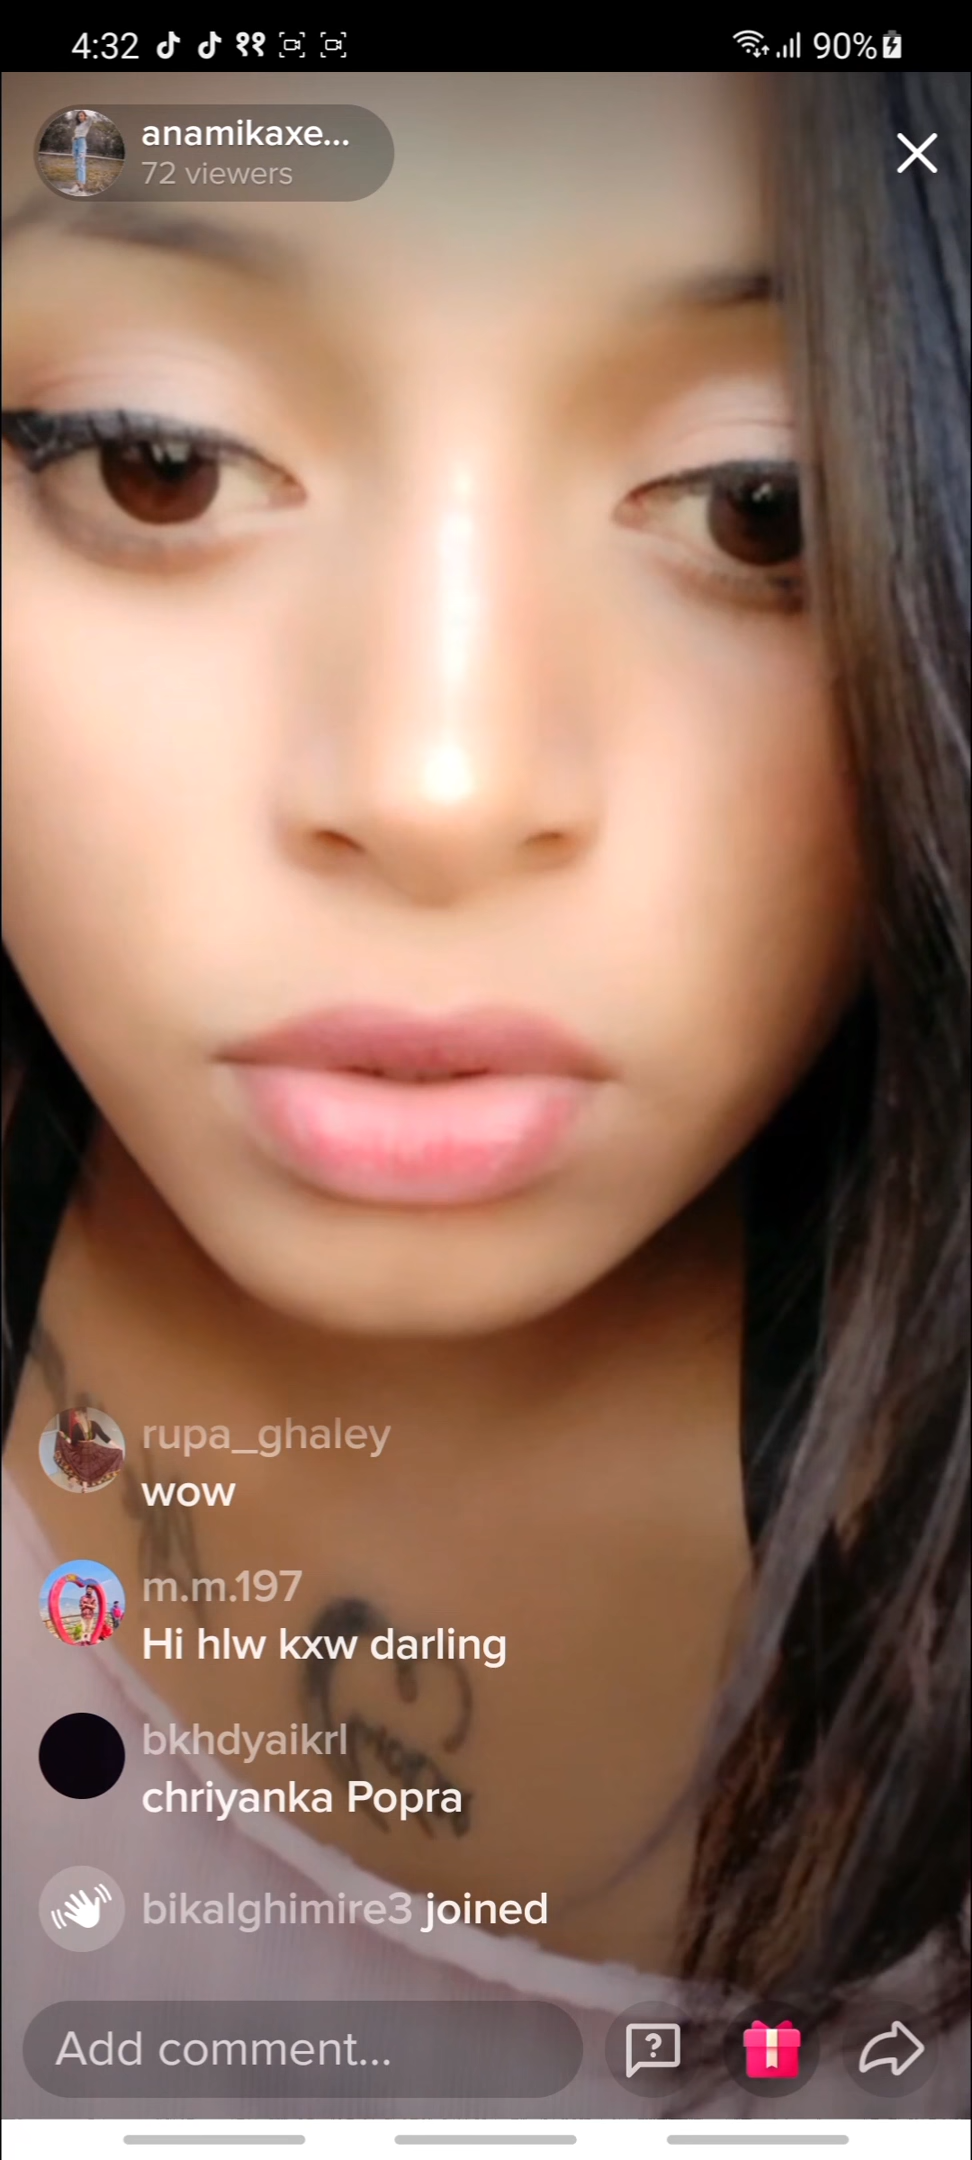 4:32 ११ 90%
anamikaxe...
72 viewers
rupa_ghaley
wow
m.m.197
Hi hlw kxw darling
bkhdyaikrl
chriyanka Popra
bikalghimire3 joined
Add comment...